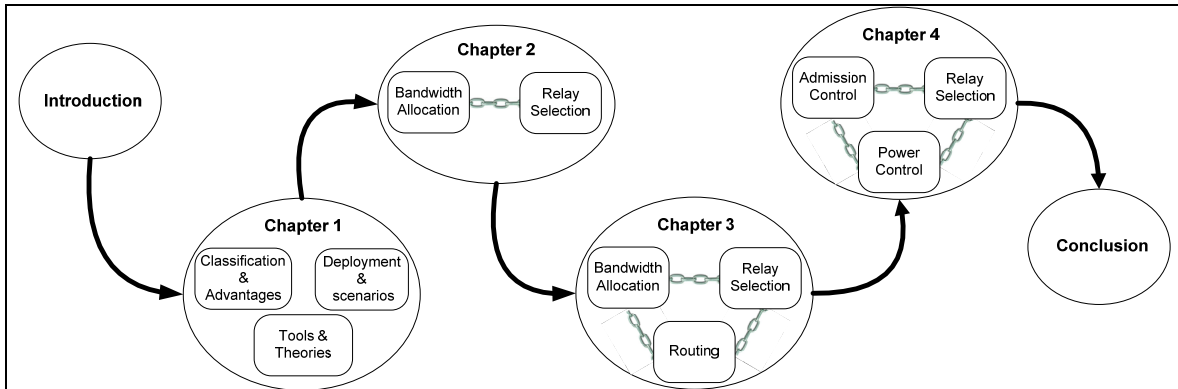 Introduction
Chapter 1
Classification
&
Advantages
Deployment
&
scenarios
Tools &
Theories
Chapter 2
Bandwidth
Allocation
Relay
Selection
Chapter 3
Bandwidth
Allocation
Relay
Selection
Routing
Chapter 4
Admission
Control
Relay
Selection
Power
Control
Conclusion